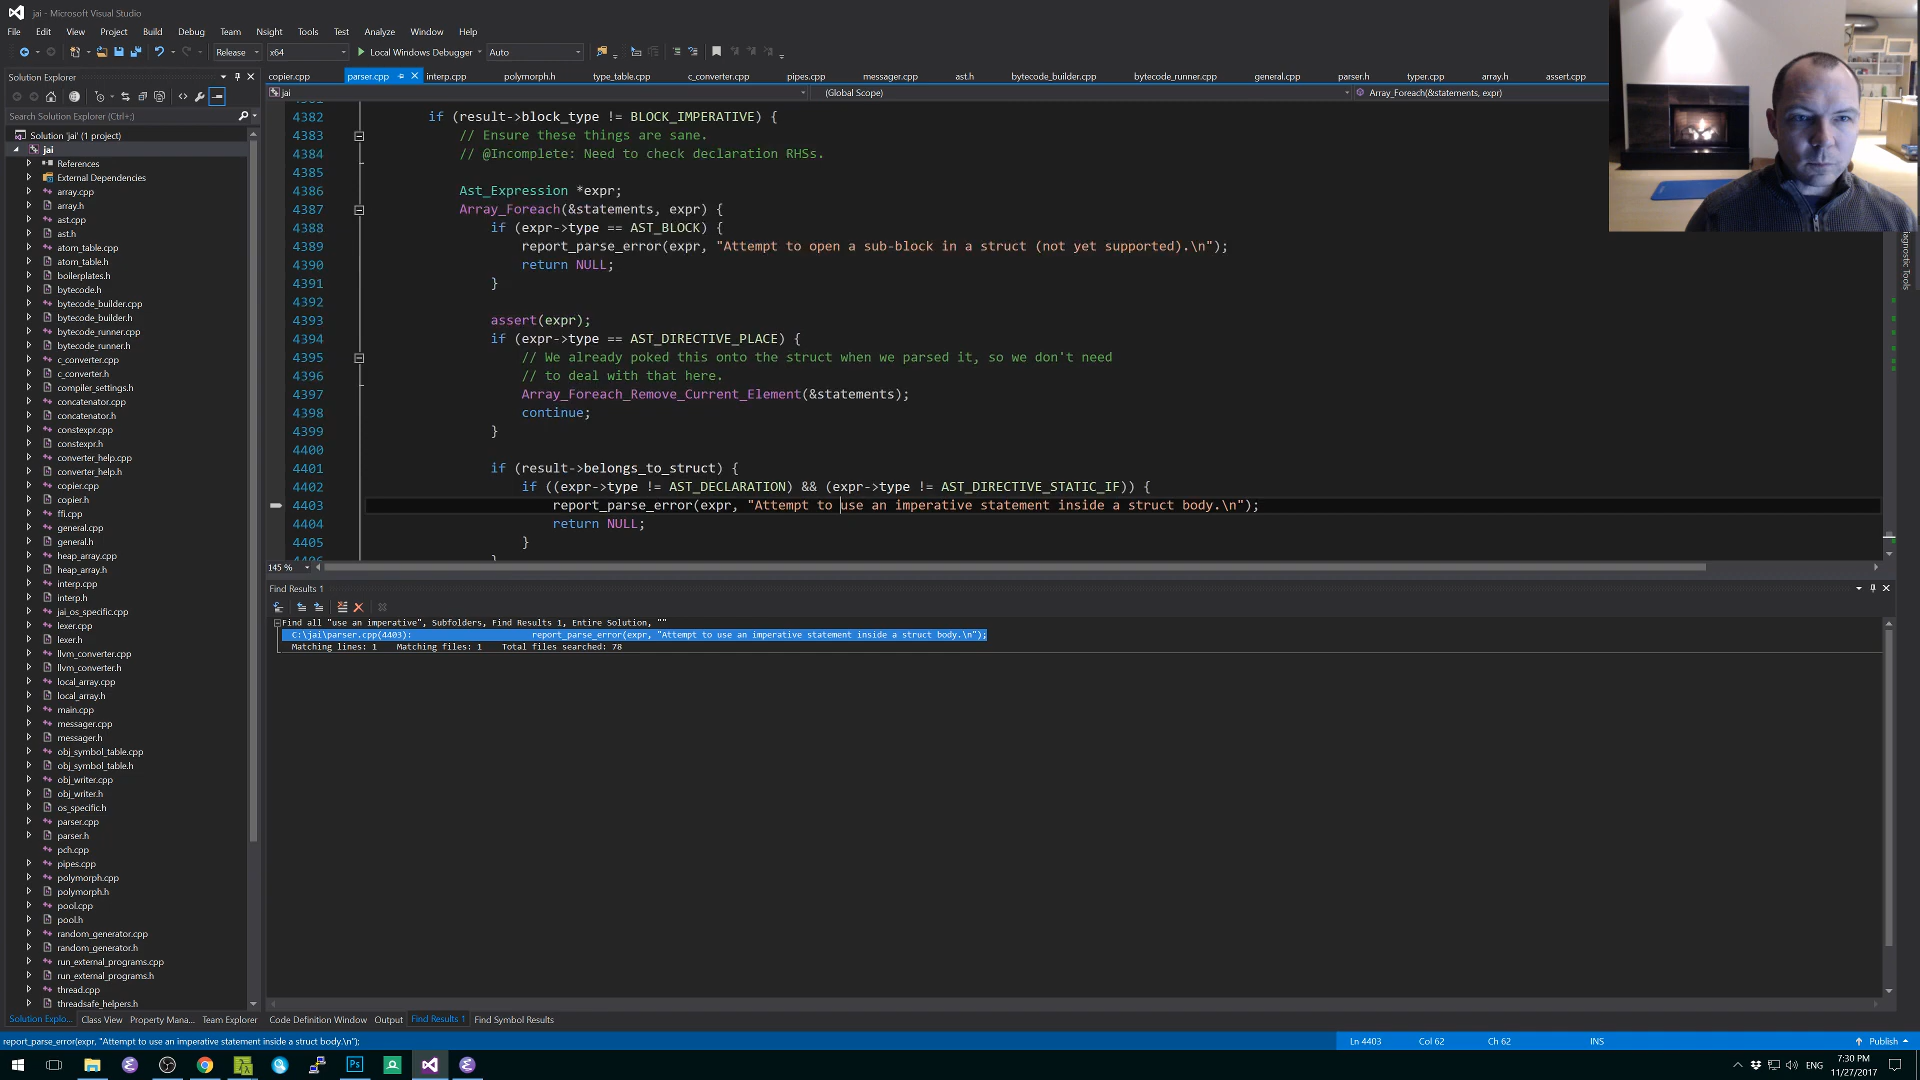 jai - Microsoft Visual Studio
File Edit View Project Build Debug Team Nsight Tools Test Analyze Window Help
Release x64 Local Windows Debugger Auto
Solution Explorer
Search Solution Explorer (Ctrl+;)
Solution 'jai' (1 project)
jai
References
External Dependencies
array.cpp
array.h
ast.cpp
ast.h
atom_table.cpp
atom_table.h
boilerplates.h
bytecode.h
bytecode_builder.cpp
bytecode_builder.h
bytecode_runner.cpp
bytecode_runner.h
c_converter.cpp
c_converter.h
compiler_settings.h
concatenator.cpp
concatenator.h
constexpr.cpp
constexpr.h
converter_help.cpp
converter_help.h
copier.cpp
copier.h
ffi.cpp
general.cpp
general.h
heap_array.cpp
heap_array.h
interp.cpp
interp.h
jai_os_specific.cpp
lexer.cpp
lexer.h
llvm_converter.cpp
llvm_converter.h
local_array.cpp
local_array.h
main.cpp
messager.cpp
messager.h
obj_symbol_table.cpp
obj_symbol_table.h
obj_writer.cpp
obj_writer.h
os_specific.h
parser.cpp
parser.h
pch.cpp
pipes.cpp
polymorph.cpp
polymorph.h
pool.cpp
pool.h
random_generator.cpp
random_generator.h
run_external_programs.cpp
run_external_programs.h
thread.cpp
threadsafe_helpers.h
Solution Explo... Class View Property Mana... Team Explorer
copier.cpp parser.cpp interp.cpp polymorph.h type_table.cpp c_converter.cpp pipes.cpp messager.cpp ast.h bytecode_builder.cpp bytecode_runner.cpp general.cpp parser.h typer.cpp array.h assert.cpp
jai (Global Scope) Array_Foreach(&statements, expr)
4382 if (result->block_type != BLOCK_IMPERATIVE) {
4383 // Ensure these things are sane.
4384 // @Incomplete: Need to check declaration RHSs.
4385
4386 Ast_Expression *expr;
4387 Array_Foreach(&statements, expr) {
4388 if (expr->type == AST_BLOCK) {
4389 report_parse_error(expr, "Attempt to open a sub-block in a struct (not yet supported).\n");
4390 return NULL;
4391 }
4392
4393 assert(expr);
4394 if (expr->type == AST_DIRECTIVE_PLACE) {
4395 // We already poked this onto the struct when we parsed it, so we don't need
4396 // to deal with that here.
4397 Array_Foreach_Remove_Current_Element(&statements);
4398 continue;
4399 }
4400
4401 if (result->belongs_to_struct) {
4402 if ((expr->type != AST_DECLARATION) && (expr->type != AST_DIRECTIVE_STATIC_IF)) {
4403 report_parse_error(expr, "Attempt to use an imperative statement inside a struct body.\n");
4404 return NULL;
4405 }
145 %
Find Results 1
Find all "use an imperative", Subfolders, Find Results 1, Entire Solution, ""
C:\jai\parser.cpp(4403): report_parse_error(expr, "Attempt to use an imperative statement inside a struct body.\n");
Matching lines: 1 Matching files: 1 Total files searched: 78
Code Definition Window Output Find Results 1 Find Symbol Results
report_parse_error(expr, "Attempt to use an imperative statement inside a struct body.\n");
Ln 4403 Col 62 Ch 62 INS Publish
Ps
ENG
7:30 PM
11/27/2017